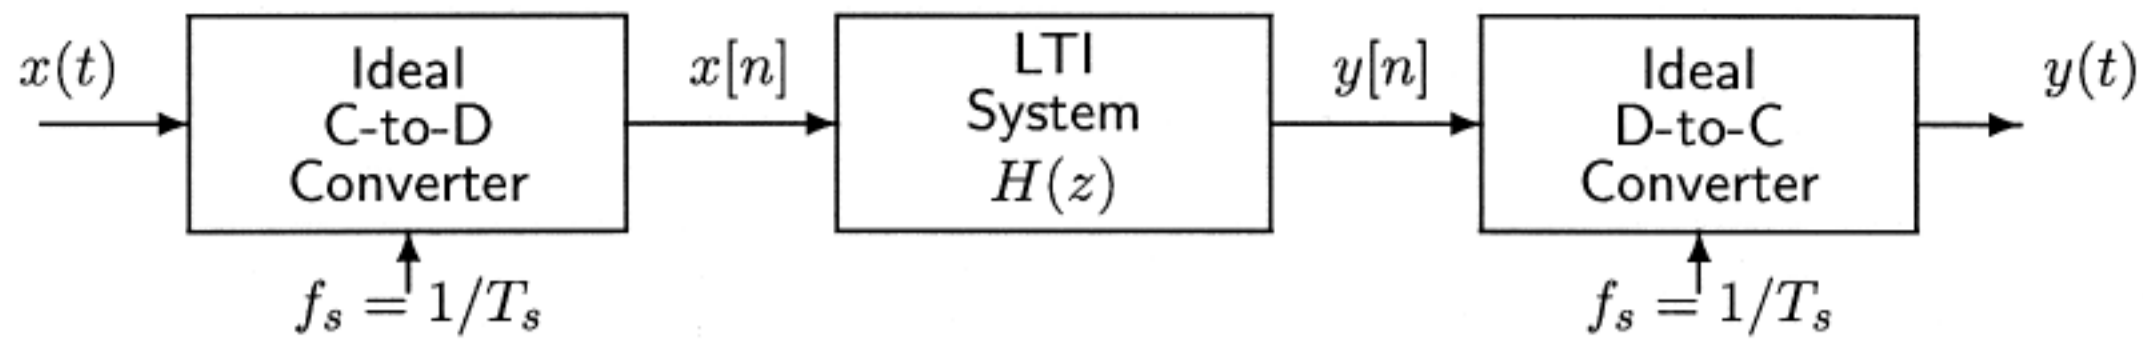 x(t)
Ideal
C-to-D
Converter
f_s = 1/T_s
x[n]
LTI
System
H(z)
y[n]
Ideal
D-to-C
Converter
f_s = 1/T_s
y(t)